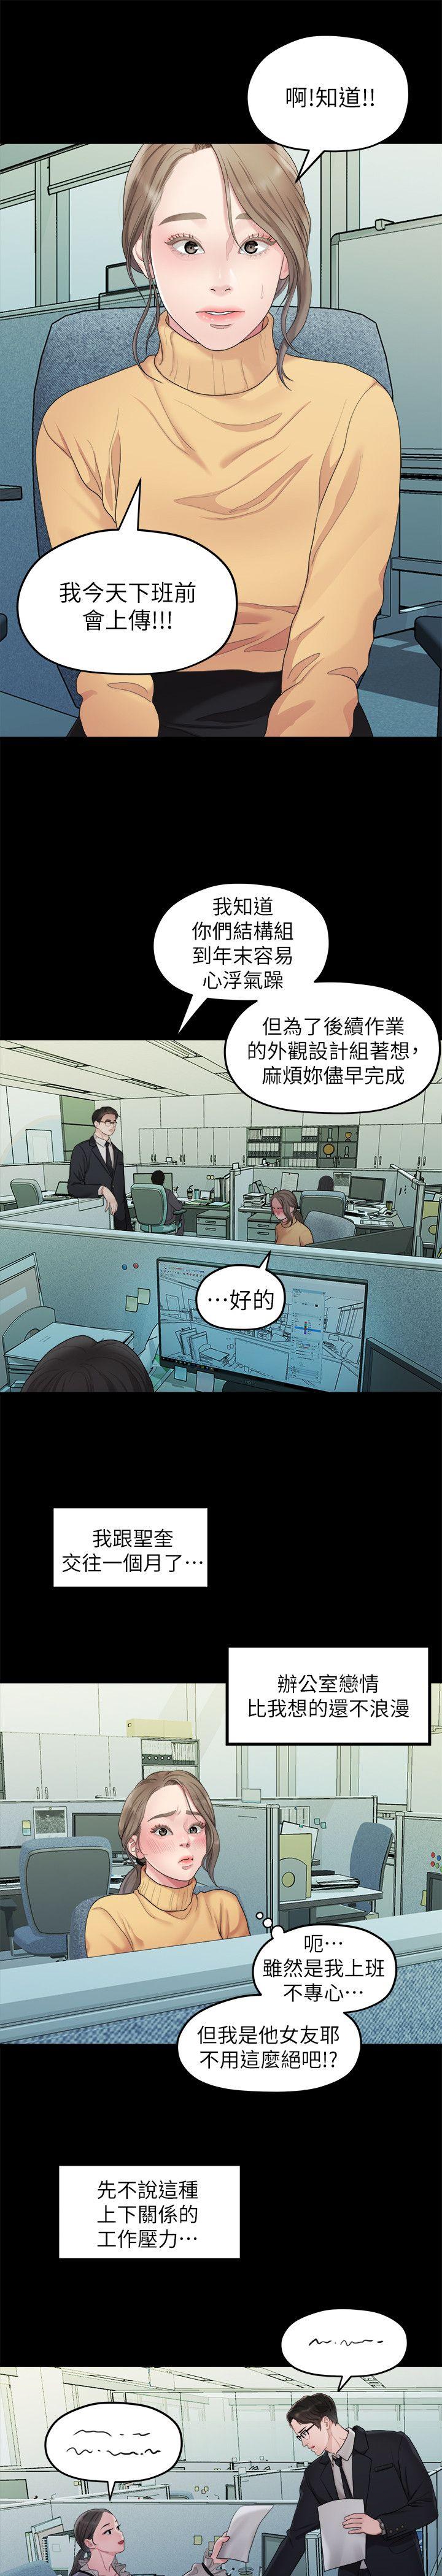 啊!知道!!
我今天下班前
會上傳!!!
我知道
你們結構組
到年末容易
心浮氣躁
但為了後續作業
的外觀設計組著想,
麻煩妳儘早完成
…好的
我跟聖奎
交往一個月了…
辦公室戀情
比我想的還不浪漫
呃…
雖然是我上班
不專心…
但我是他女友耶
不用這麼絕吧!?
先不說這種
上下關係的
工作壓力…